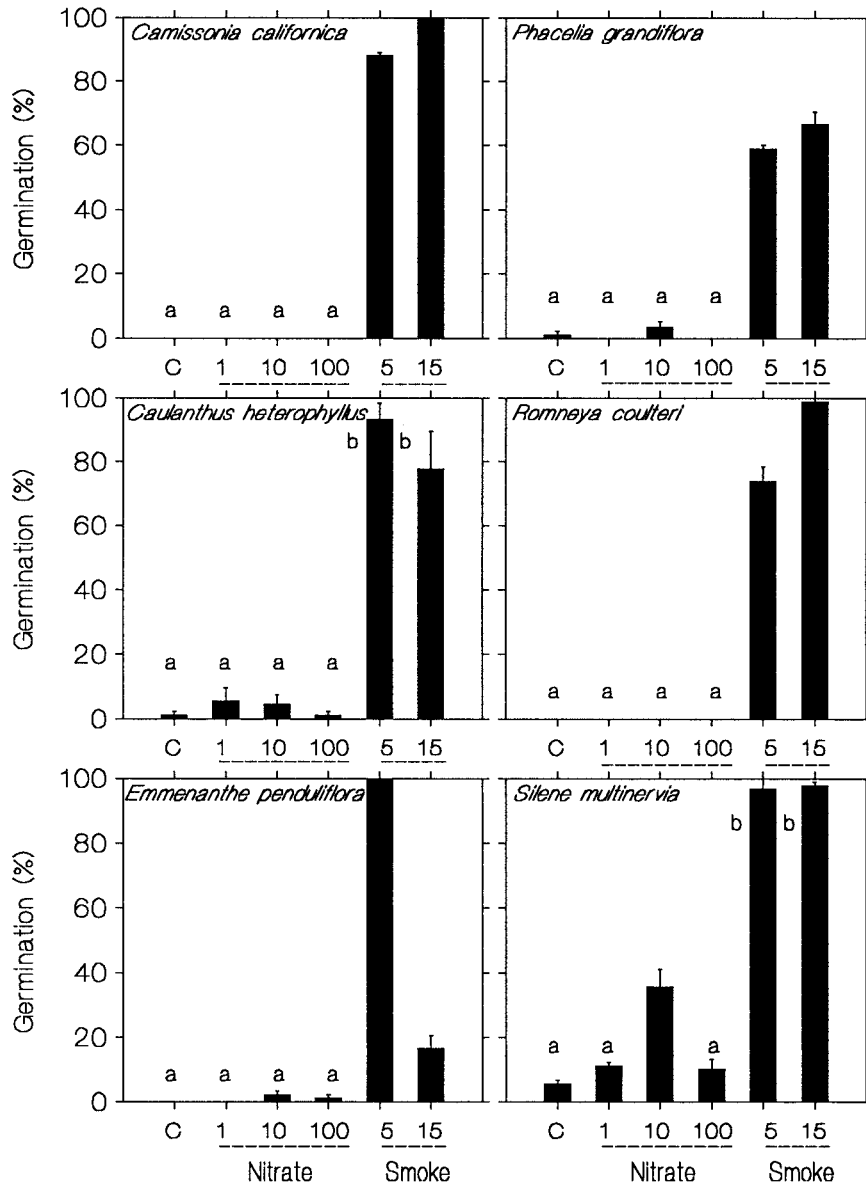 Camissonia californica
Phacelia grandiflora
Germination (%)
100
80
60
40
20
0
a a a a
a a a a
C 1 10 100 5 15
C 1 10 100 5 15
Caulanthus heterophyllus
Romneya coulteri
Germination (%)
100
80
60
40
20
0
b b
a a a a
a a a a
C 1 10 100 5 15
C 1 10 100 5 15
Emmenanthe penduliflora
Silene multinervia
Germination (%)
100
80
60
40
20
0
b b
a a a a
a a a
C 1 10 100 5 15
C 1 10 100 5 15
Nitrate Smoke
Nitrate Smoke